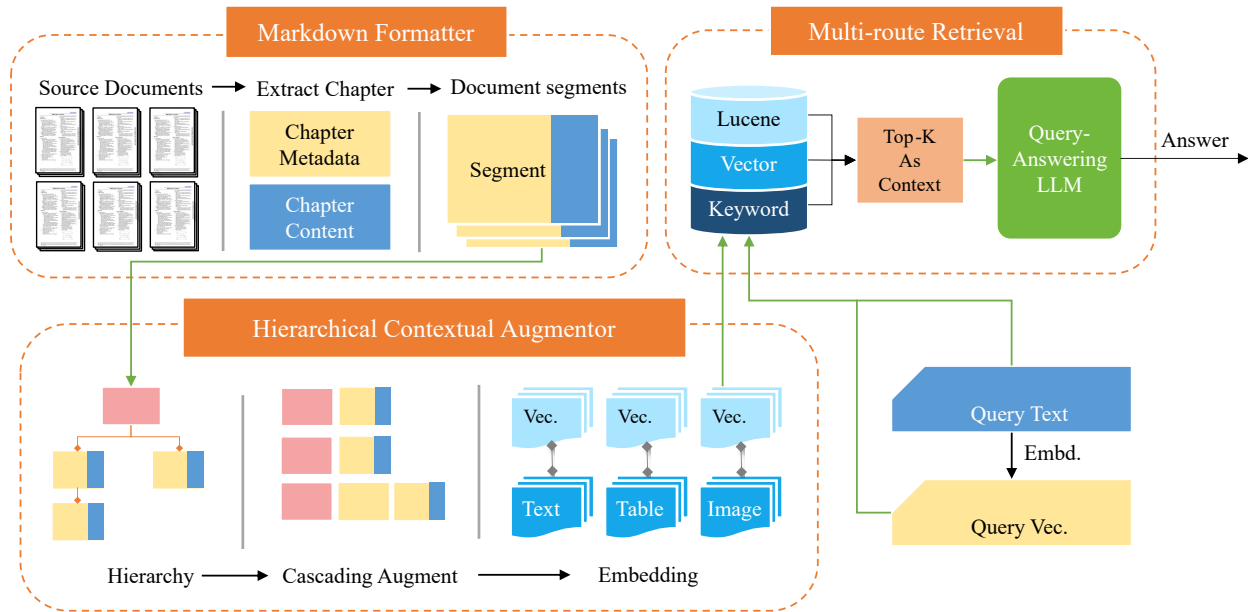 Markdown Formatter
Source Documents
Extract Chapter
Document segments
Chapter
Metadata
Chapter
Content
Segment
Multi-route Retrieval
Lucene
Vector
Keyword
Top-K
As
Context
Query-
Answering
LLM
Answer
Hierarchical Contextual Augmentor
Vec.
Vec.
Vec.
Text
Table
Image
Hierarchy
Cascading Augment
Embedding
Query Text
Embd.
Query Vec.